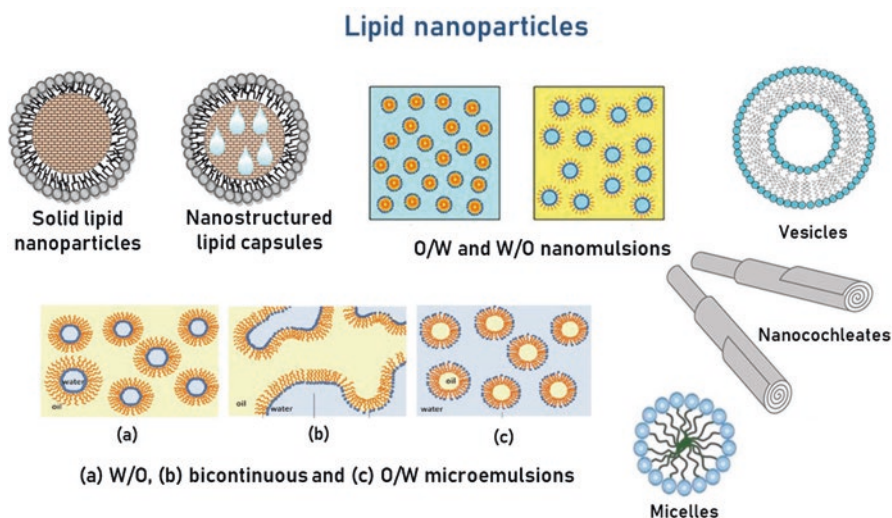 Lipid nanoparticles
Solid lipid
nanoparticles
Nanostructured
lipid capsules
O/W and W/O nanomulsions
Vesicles
Nanocochleates
water
oil
oil
water
oil
water
(a)
(b)
(c)
(a) W/O, (b) bicontinuous and (c) O/W microemulsions
Micelles